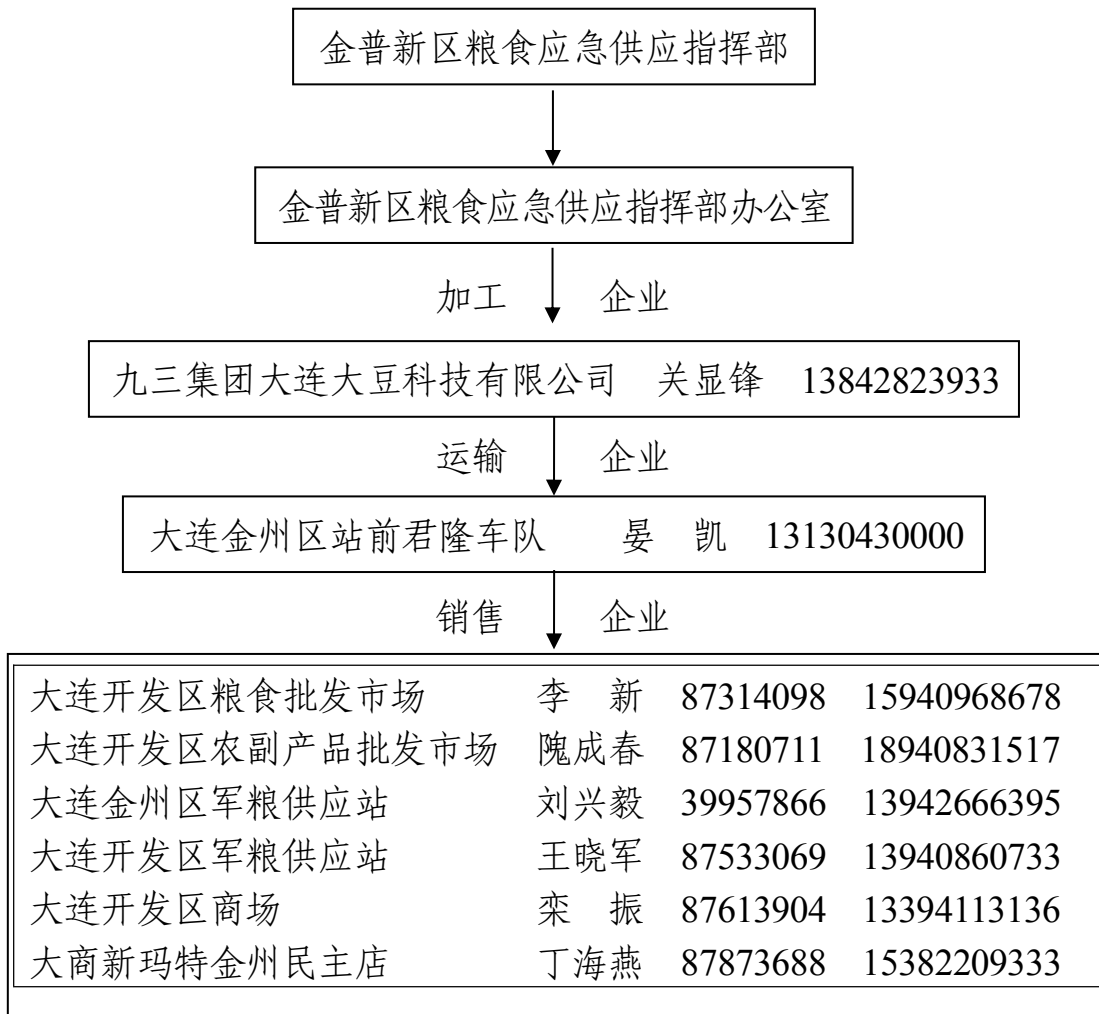 金普新区粮食应急供应指挥部
金普新区粮食应急供应指挥部办公室
加工 企业
九三集团大连大豆科技有限公司 关显锋 13842823933
运输 企业
大连金州区站前君隆车队 晏 凯 13130430000
销售 企业
大连开发区粮食批发市场 李 新 87314098 15940968678
大连开发区农副产品批发市场 隗成春 87180711 18940831517
大连金州区军粮供应站 刘兴毅 39957866 13942666395
大连开发区军粮供应站 王晓军 87533069 13940860733
大连开发区商场 栾 振 87613904 13394113136
大商新玛特金州民主店 丁海燕 87873688 15382209333